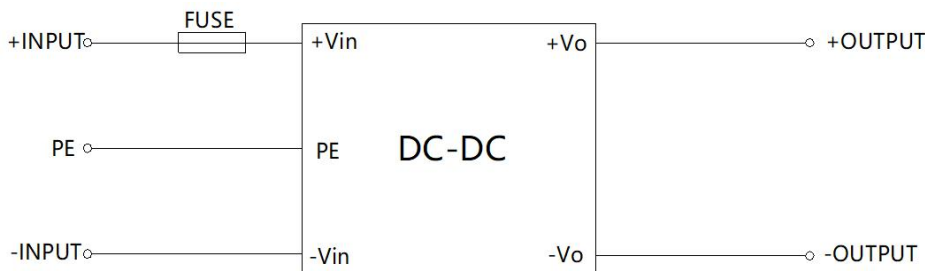 FUSE
+INPUT
+Vin
+Vo
+OUTPUT
PE
PE
DC-DC
-INPUT
-Vin
-Vo
-OUTPUT